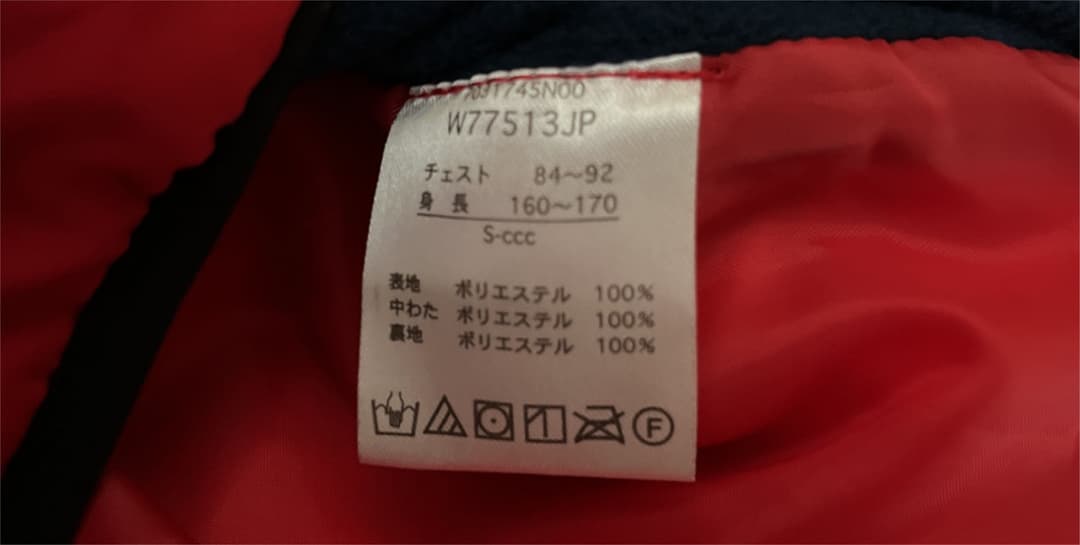 W77513JP
チェスト 84～92
身長 160～170
S-ccc
表地 ポリエステル 100%
中わた ポリエステル 100%
裏地 ポリエステル 100%
F